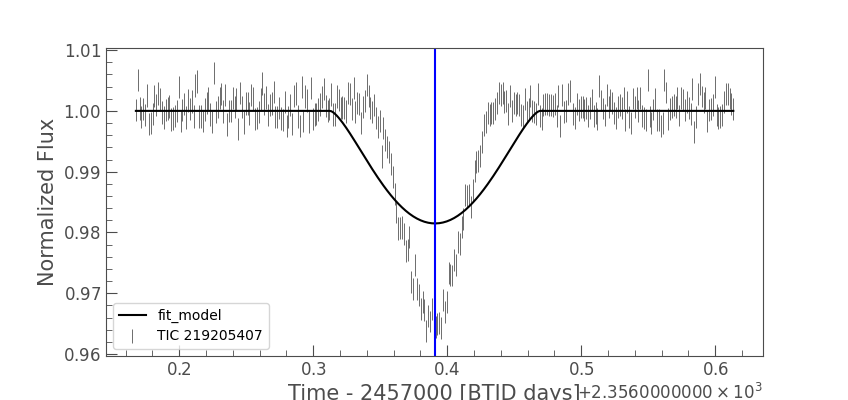 1.01
1.00
0.99
0.98
0.97
0.96
Normalized Flux
fit_model
TIC 219205407
0.2
0.3
0.4
0.5
0.6
Time - 2457000 [BTJD days]
+2.3560000000 × 10³